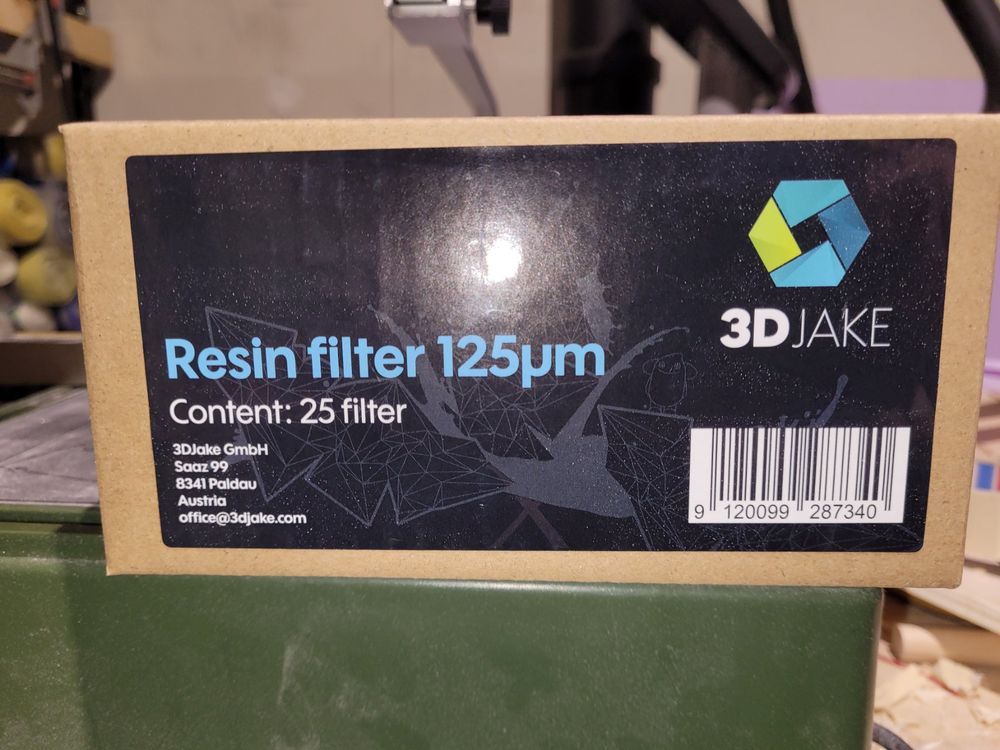 3DJAKE
Resin filter 125µm
Content: 25 filter
3DJake GmbH
Saaz 99
8341 Paldau
Austria
office@3djake.com
9 120099 287340